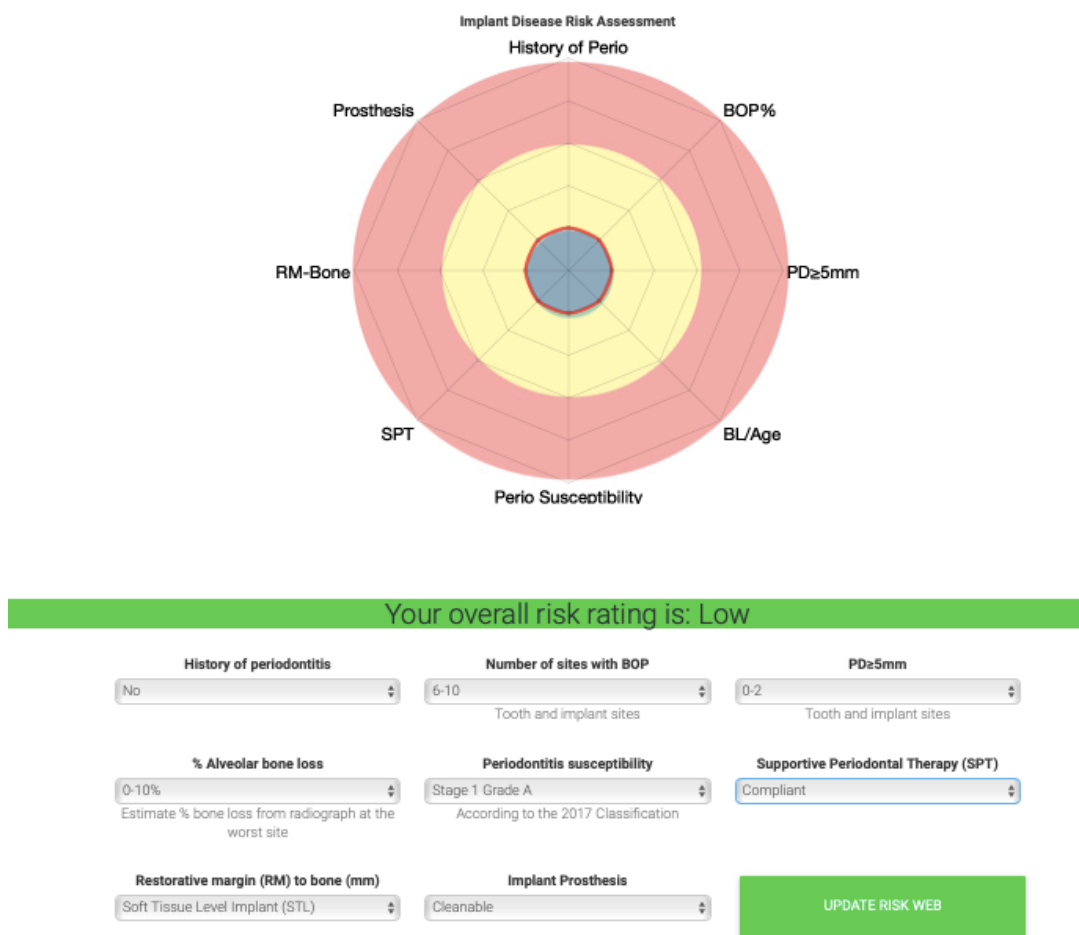 Implant Disease Risk Assessment
History of Perio
Prosthesis
BOP%
RM-Bone
PD≥5mm
SPT
BL/Age
Perio Susceptibility
Your overall risk rating is: Low
History of periodontitis
Number of sites with BOP
PD≥5mm
No
6-10
0-2
Tooth and implant sites
Tooth and implant sites
% Alveolar bone loss
Periodontitis susceptibility
Supportive Periodontal Therapy (SPT)
0-10%
Stage 1 Grade A
Compliant
Estimate % bone loss from radiograph at the
worst site
According to the 2017 Classification
Restorative margin (RM) to bone (mm)
Implant Prosthesis
Soft Tissue Level Implant (STL)
Cleanable
UPDATE RISK WEB